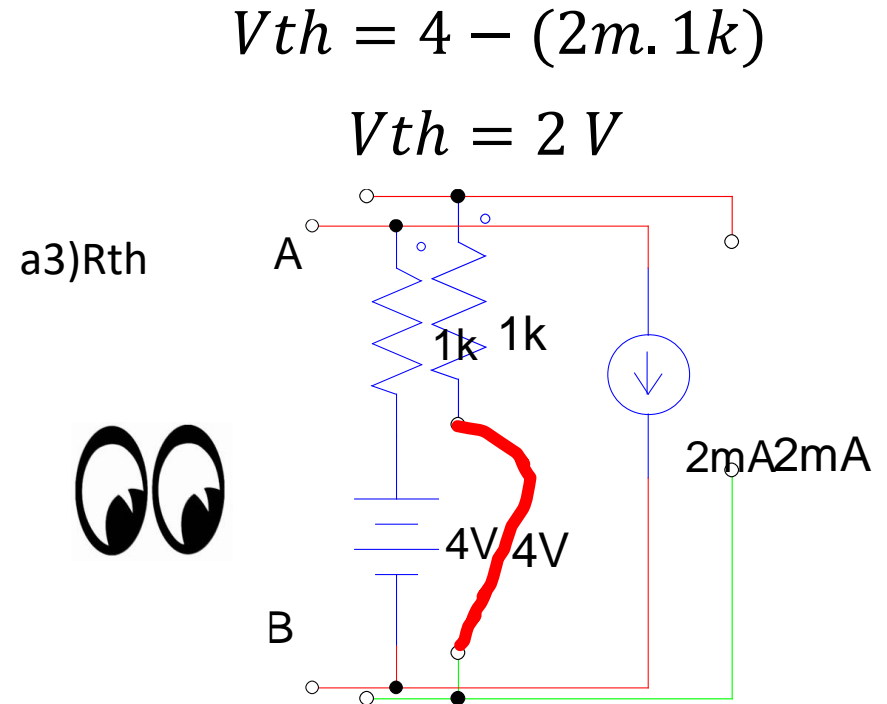 Vth = 4 − (2m. 1k)
Vth = 2 V
a3)Rth
A
1k
1k
2mA
2mA
4V
4V
B